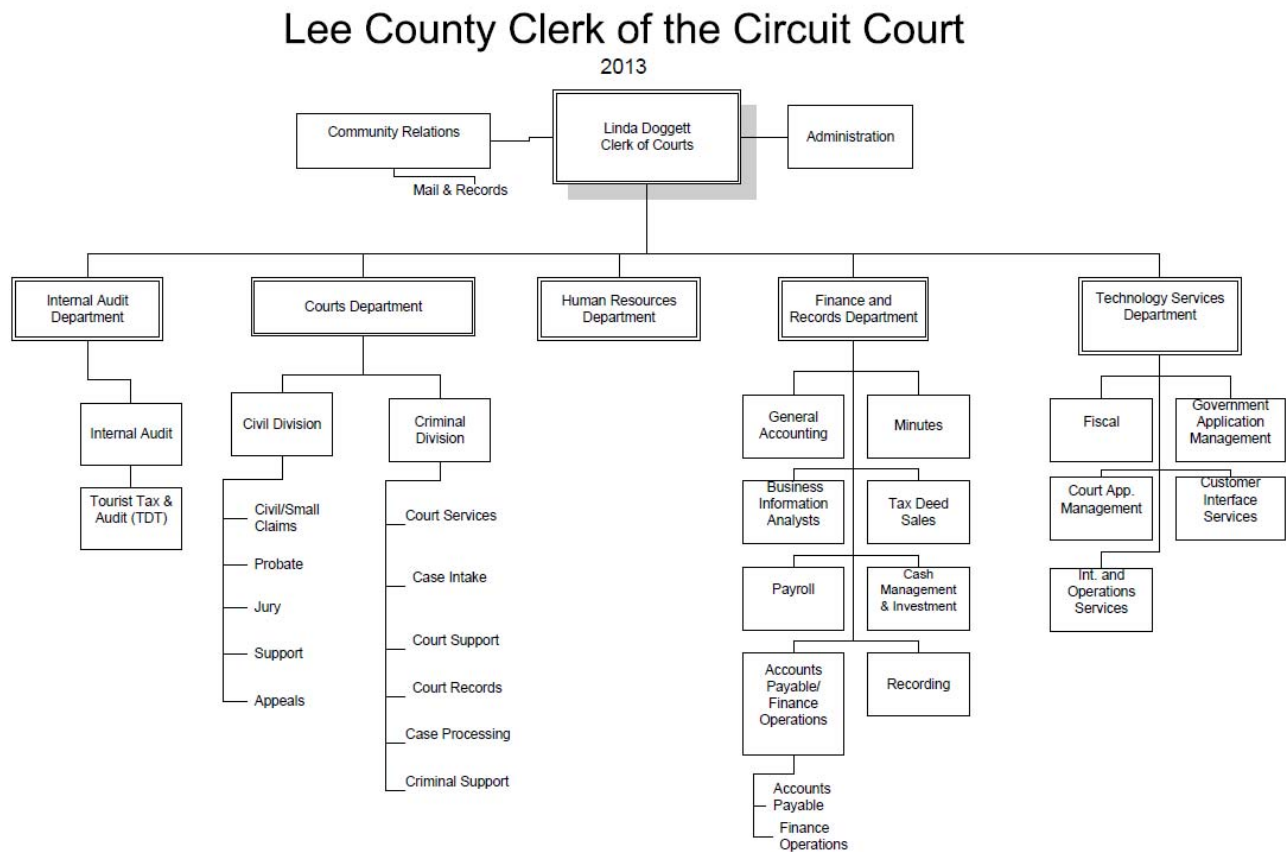 Lee County Clerk of the Circuit Court
2013
Community Relations
Mail & Records
Linda Doggett
Clerk of Courts
Administration
Internal Audit
Department
Courts Department
Human Resources
Department
Finance and
Records Department
Technology Services
Department
Internal Audit
Tourist Tax &
Audit (TDT)
Civil Division
Civil/Small
Claims
Probate
Jury
Support
Appeals
Criminal
Division
Court Services
Case Intake
Court Support
Court Records
Case Processing
Criminal Support
General
Accounting
Minutes
Business
Information
Analysts
Tax Deed
Sales
Payroll
Cash
Management
& Investment
Accounts
Payable/
Finance
Operations
Recording
Accounts
Payable
Finance
Operations
Fiscal
Government
Application
Management
Court App.
Management
Customer
Interface
Services
Int. and
Operations
Services